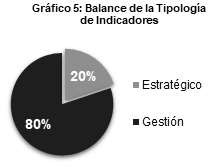 Gráfico 5: Balance de la Tipología
de Indicadores
20%
Estratégico
80%
Gestión